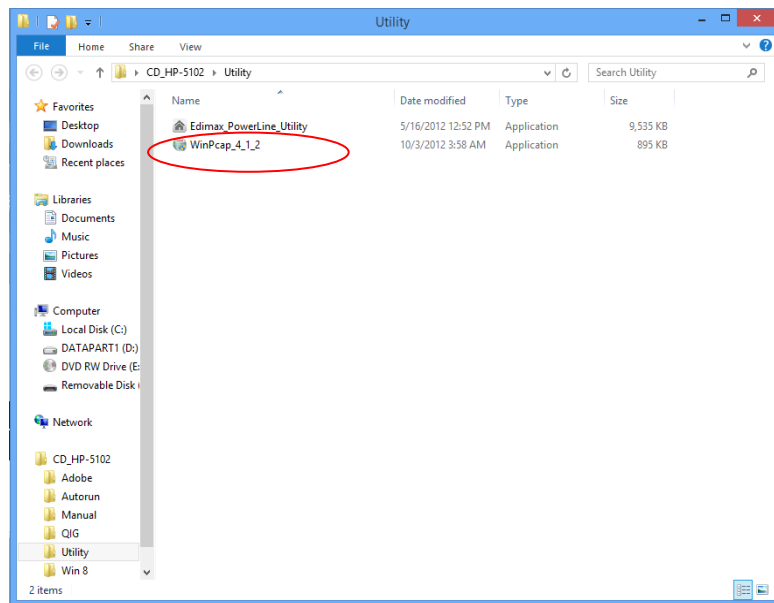 Utility
File Home Share View
CD_HP-5102 Utility Search Utility
Name Date modified Type Size
Edimax_PowerLine_Utility 5/16/2012 12:52 PM Application 9,535 KB
WinPcap_4_1_2 10/3/2012 3:58 AM Application 895 KB
Favorites
Desktop
Downloads
Recent places
Libraries
Documents
Music
Pictures
Videos
Computer
Local Disk (C:)
DATAPART1 (D:)
DVD RW Drive (E:
Removable Disk
Network
CD_HP-5102
Adobe
Autorun
Manual
QIG
Utility
Win 8
2 items